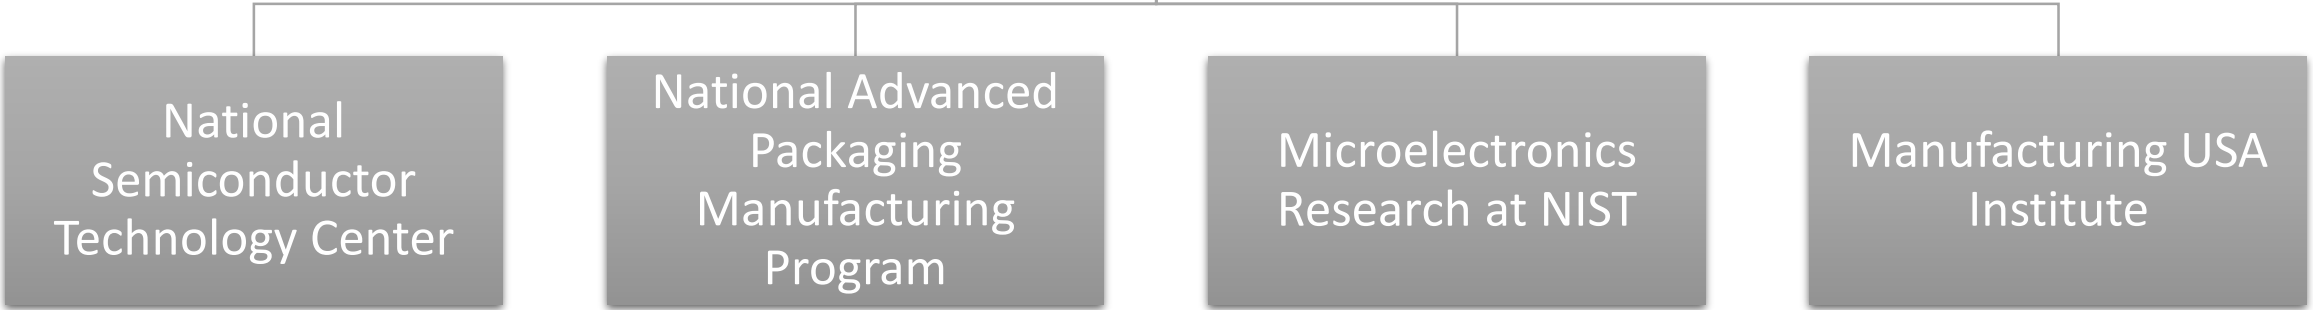 National
Semiconductor
Technology Center
National Advanced
Packaging
Manufacturing
Program
Microelectronics
Research at NIST
Manufacturing USA
Institute